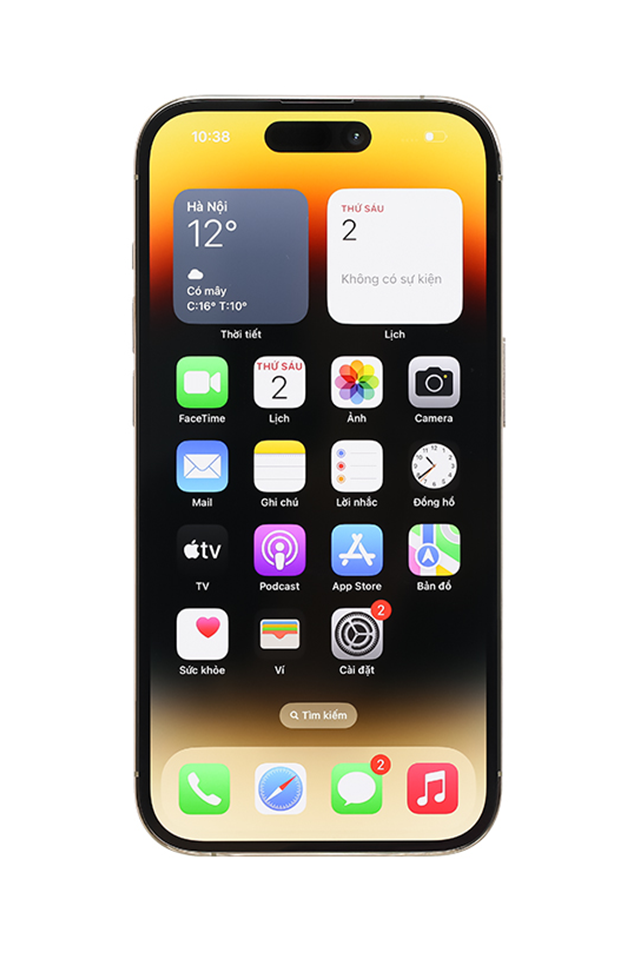 10:38
Hà Nội
12°
Có mây
C:16° T:10°
Thời tiết
THỨ SÁU
2
Không có sự kiện
Lịch
FaceTime
THỨ SÁU
2
Lịch
Ảnh
Camera
Mail
Ghi chú
Lời nhắc
Đồng hồ
tv
TV
Podcast
App Store
Bản đồ
Sức khỏe
Ví
2
Cài đặt
Tìm kiếm
2